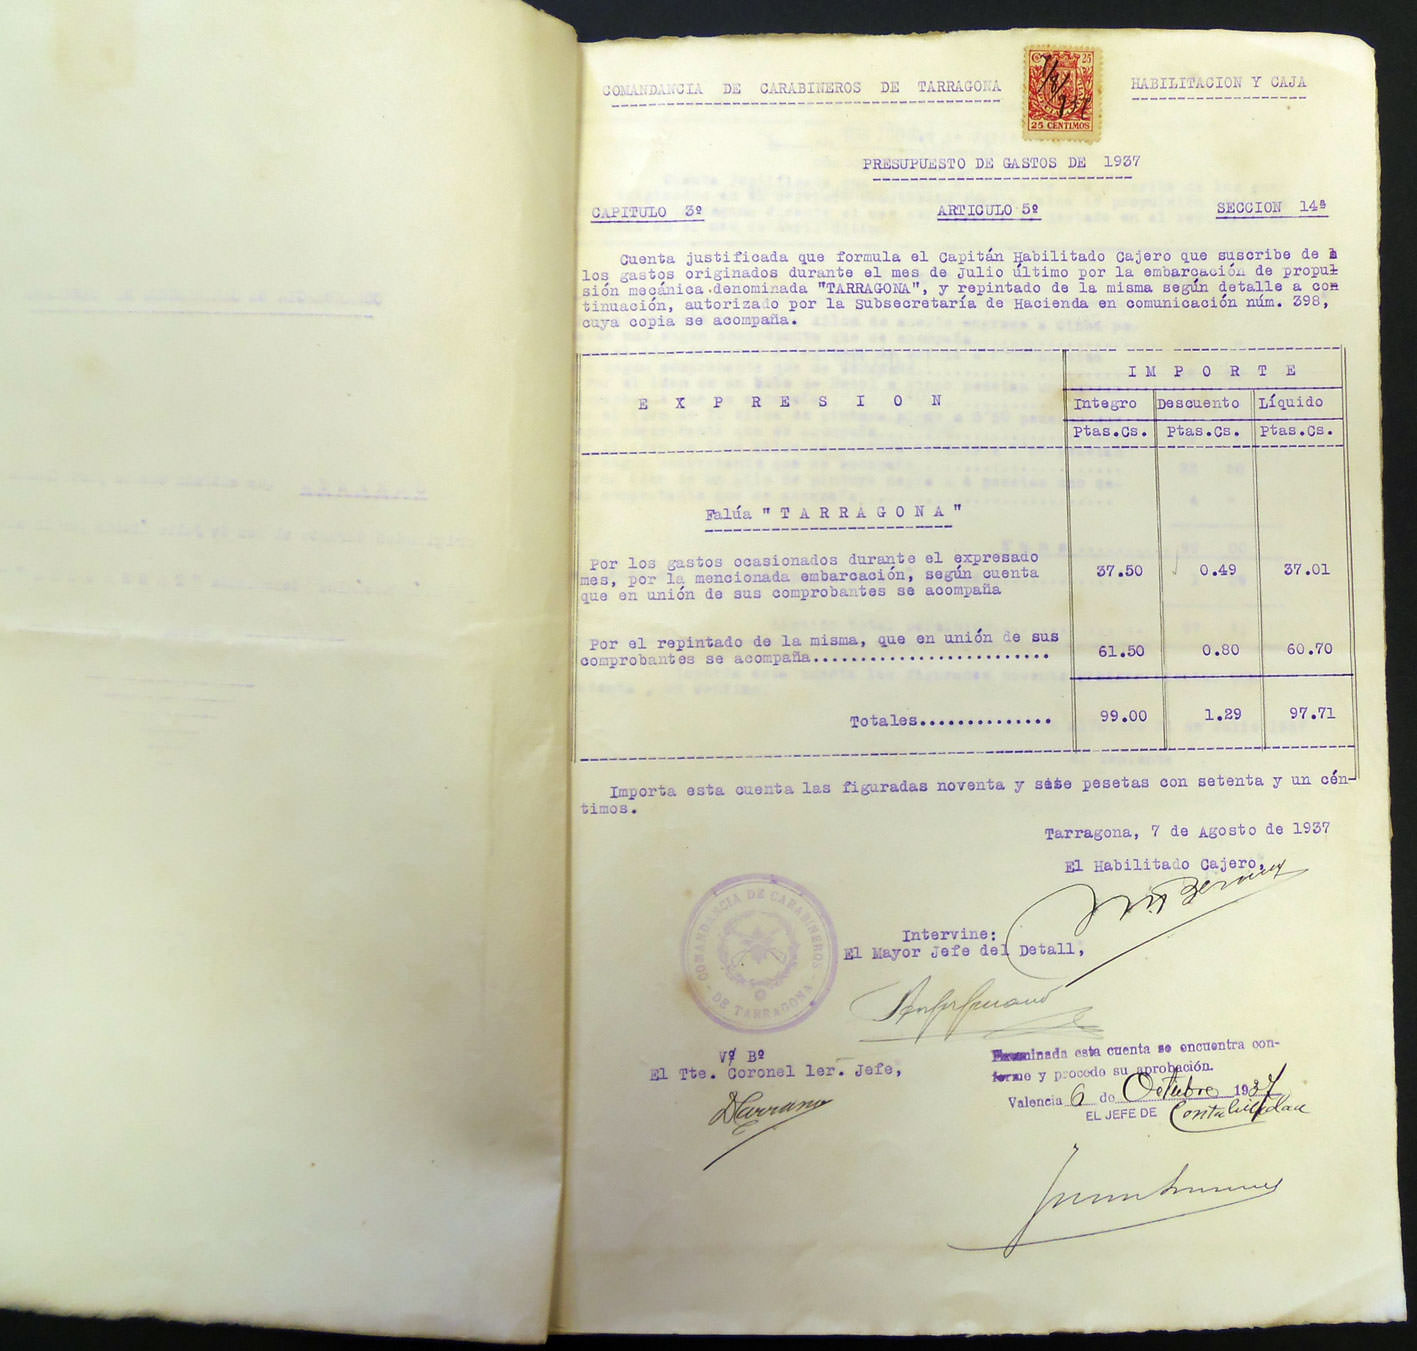 COMANDANCIA DE CARABINEROS DE TARRAGONA
HABILITACION Y CAJA
25
25 CENTIMOS
PRESUPUESTO DE GASTOS DE 1937
CAPITULO 3º ARTICULO 5º SECCION 14ª
Cuenta justificada que formula el Capitán Habilitado Cajero que suscribe de
los gastos originados durante el mes de Julio último por la embarcación de propul
sión mecánica denominada "TARRAGONA", y repintado de la misma según detalle a con
tinuación, autorizado por la Subsecretaría de Hacienda en comunicación núm. 398,
cuya copia se acompaña.
EXPRESION
IMPORTE
Integro Descuento Líquido
Ptas.Cs. Ptas.Cs. Ptas.Cs.
Falúa "TARRAGONA"
Por los gastos ocasionados durante el expresado
mes, por la mencionada embarcación, según cuenta 37.50 0.49 37.01
que en unión de sus comprobantes se acompaña
Por el repintado de la misma, que en unión de sus
comprobantes se acompaña......................... 61.50 0.80 60.70
Totales.............. 99.00 1.29 97.71
Importa esta cuenta las figuradas noventa y siete pesetas con setenta y un cén-
timos.
Tarragona, 7 de Agosto de 1937
El Habilitado Cajero,
Intervine:
El Mayor Jefe del Detall,
COMANDANCIA DE CARABINEROS
- DE TARRAGONA -
Vº Bº
El Tte. Coronel 1er. Jefe,
Examinada esta cuenta se encuentra con-
forme y procedo su aprobación.
Valencia 6 de Octubre 1937
EL JEFE DE Contabilidad